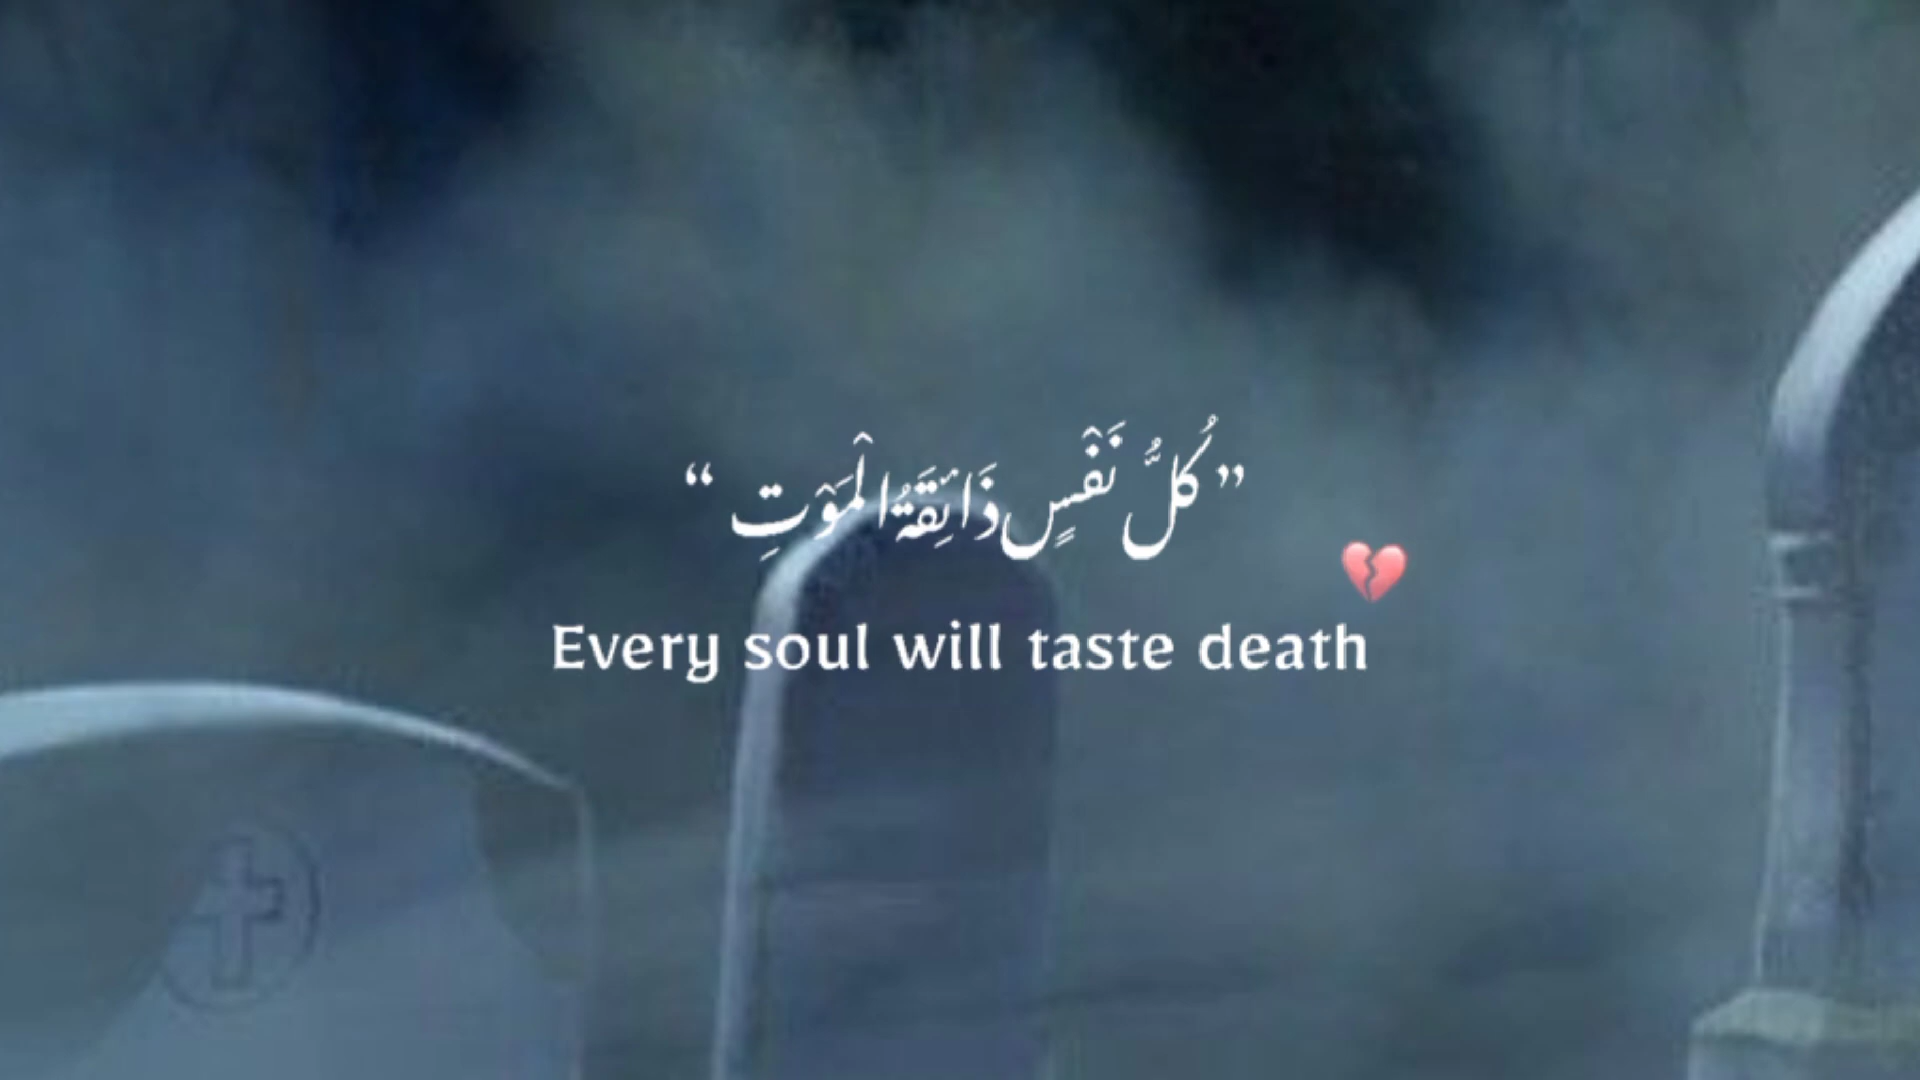 ” كُلُّ نَفْسٍ ذَائِقَةُ الْمَوْتِ “
💔
Every soul will taste death